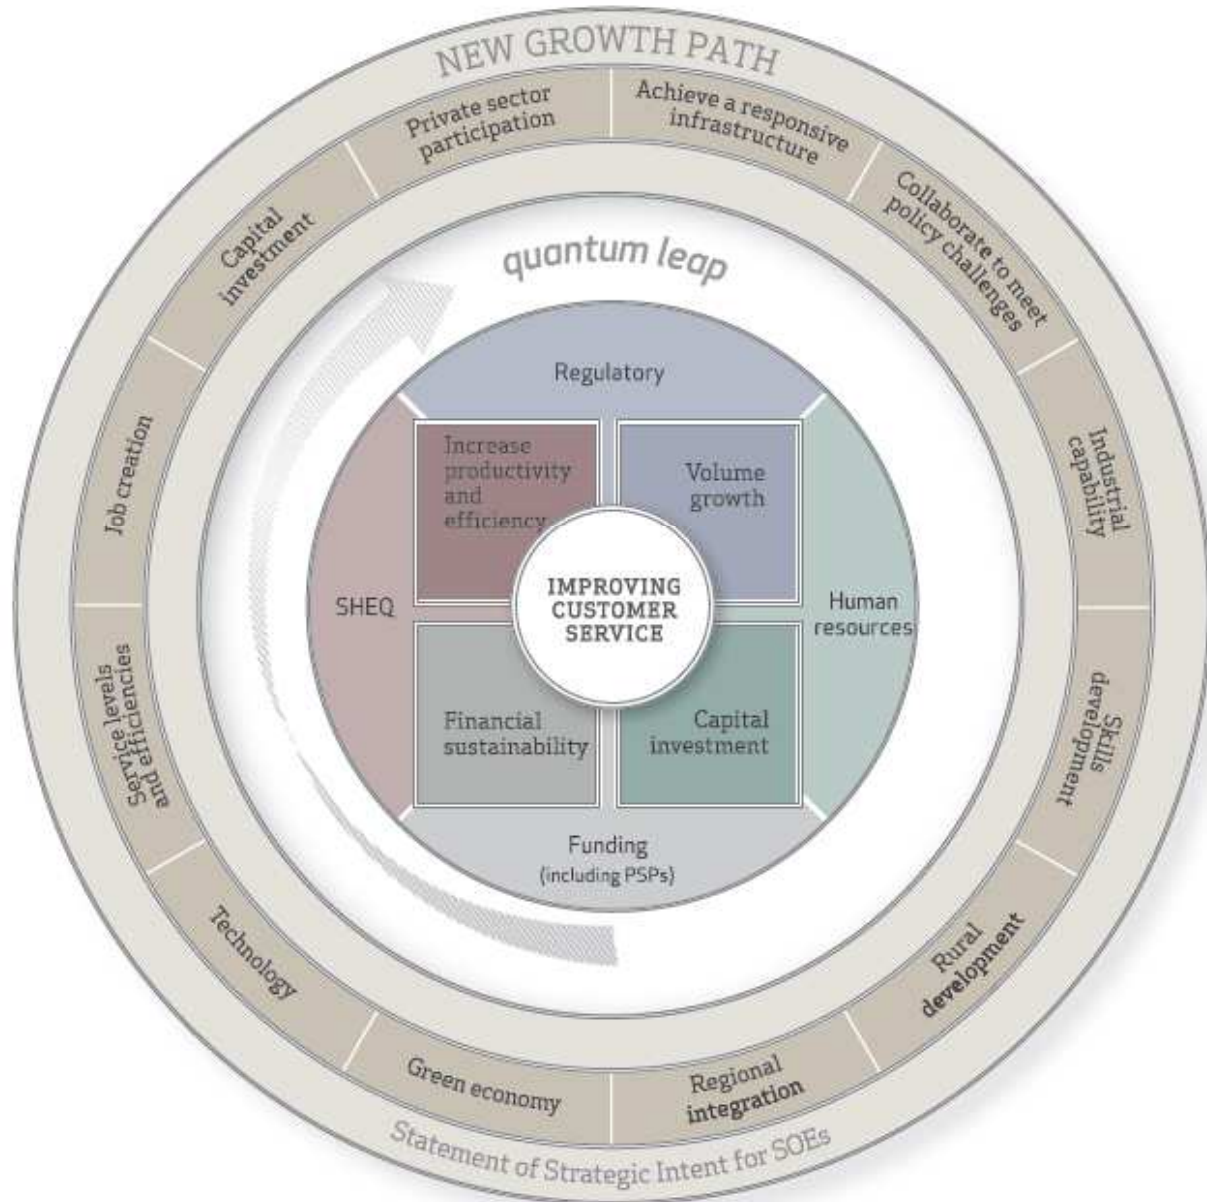 NEW GROWTH PATH
Private sector
participation
Achieve a responsive
infrastructure
Collaborate to meet
policy challenges
Industrial
capability
Skills
development
Rural
development
Regional
integration
Green economy
Technology
Service levels
and efficiencies
Job creation
Capital
investment
quantum leap
Regulatory
Increase
productivity
and
efficiency
Volume
growth
SHEQ
IMPROVING
CUSTOMER
SERVICE
Human
resources
Financial
sustainability
Capital
investment
Funding
(including PSPs)
Statement of Strategic Intent for SOEs